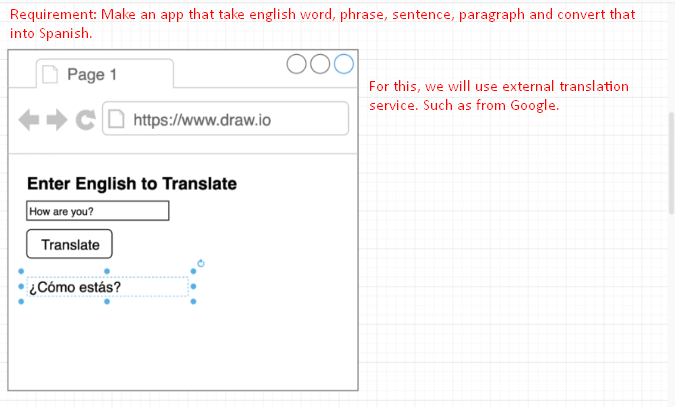 Requirement: Make an app that take english word, phrase, sentence, paragraph and convert that
into Spanish.
Page 1
For this, we will use external translation
service. Such as from Google.
https://www.draw.io
Enter English to Translate
How are you?
Translate
¿Cómo estás?